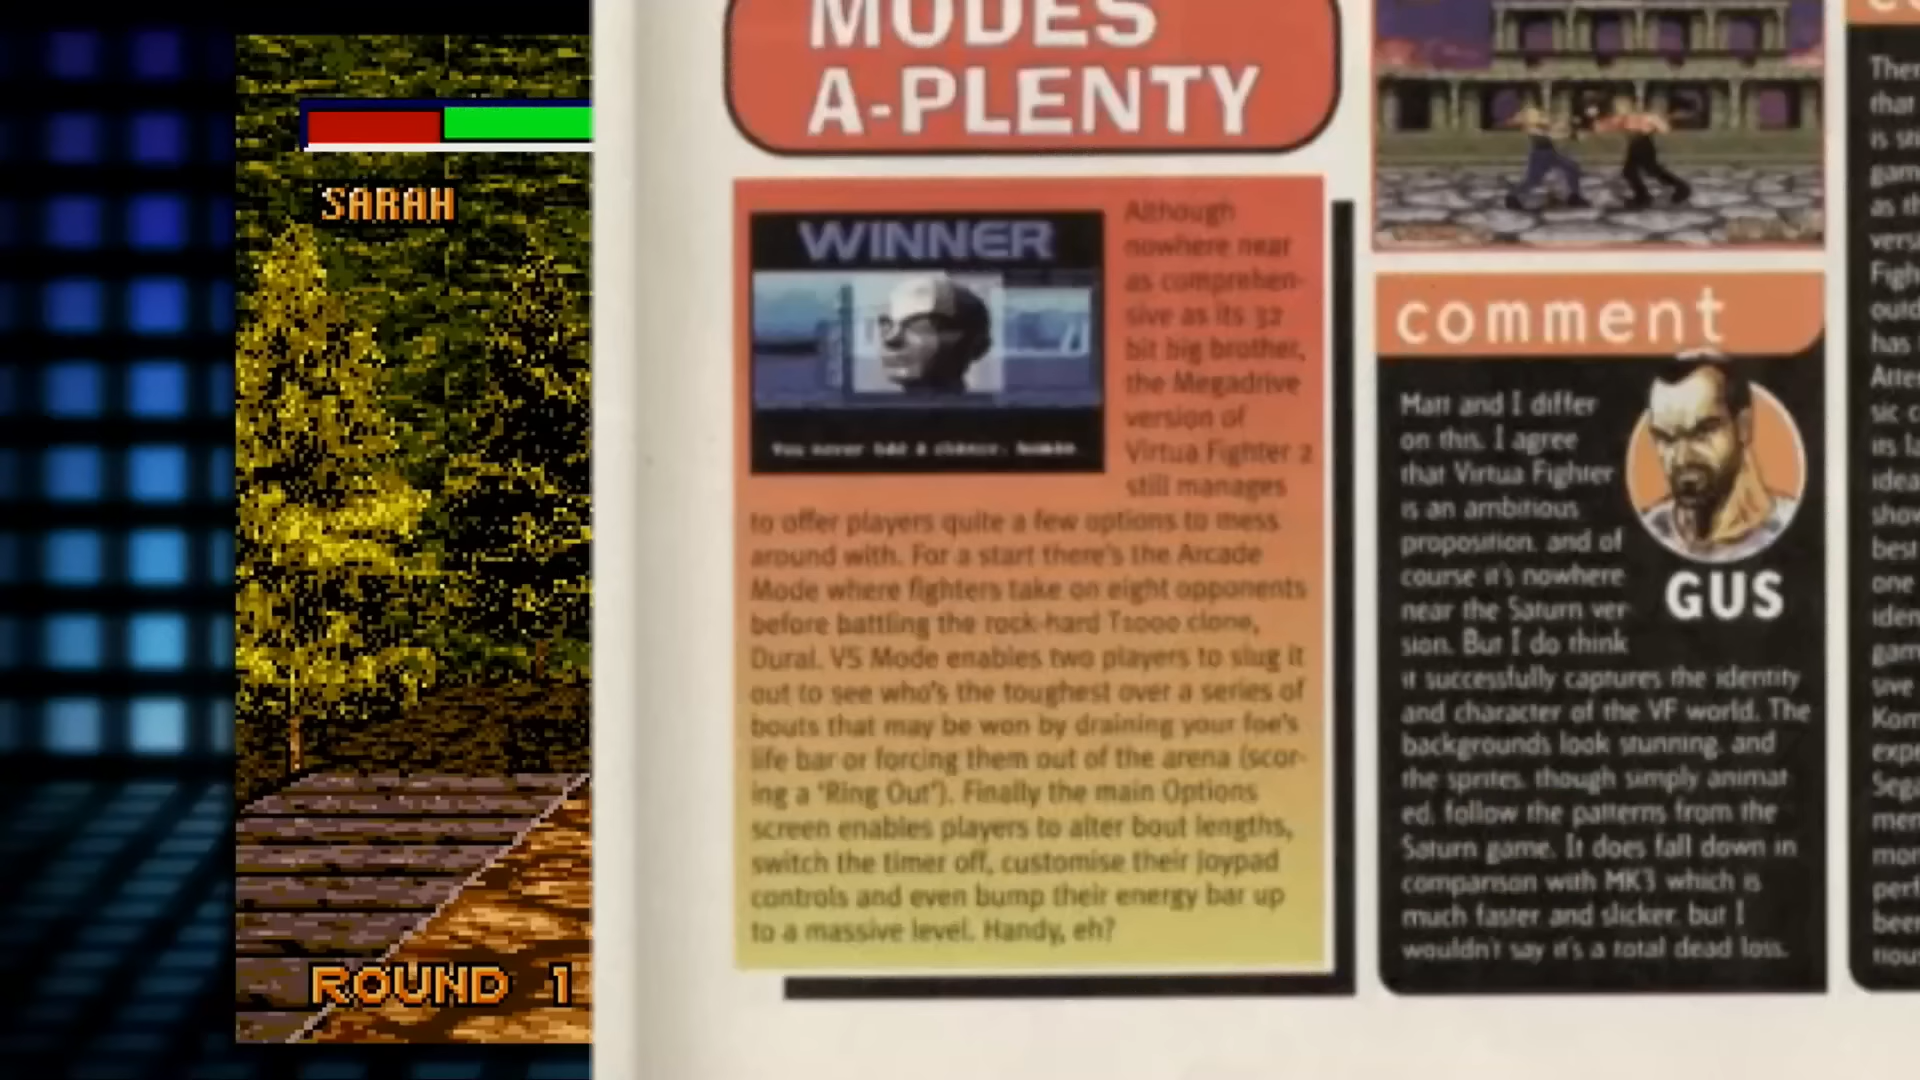 SARAH
ROUND 1
MODES
A-PLENTY
WINNER
You never had a chance, human.
Although
nowhere near
as comprehen-
sive as its 32
bit big brother,
the Megadrive
version of
Virtua Fighter 2
still manages
to offer players quite a few options to mess
around with. For a start there's the Arcade
Mode where fighters take on eight opponents
before battling the rock-hard T1000 clone,
Dural. VS Mode enables two players to slug it
out to see who's the toughest over a series of
bouts that may be won by draining your foe's
life bar or forcing them out of the arena (scor-
ing a 'Ring Out'). Finally the main Options
screen enables players to alter bout lengths,
switch the timer off, customise their joypad
controls and even bump their energy bar up
to a massive level. Handy, eh?
comment
Matt and I differ
on this. I agree
that Virtua Fighter
is an ambitious
proposition, and of
course it's nowhere
near the Saturn ver
sion. But I do think
it successfully captures the identity
and character of the VF world. The
backgrounds look stunning, and
the sprites, though simply animat
ed, follow the patterns from the
Saturn game. It does fall down in
comparison with MK3 which is
much faster and slicker, but I
wouldn't say it's a total dead loss.
GUS
that
is
as
has
one